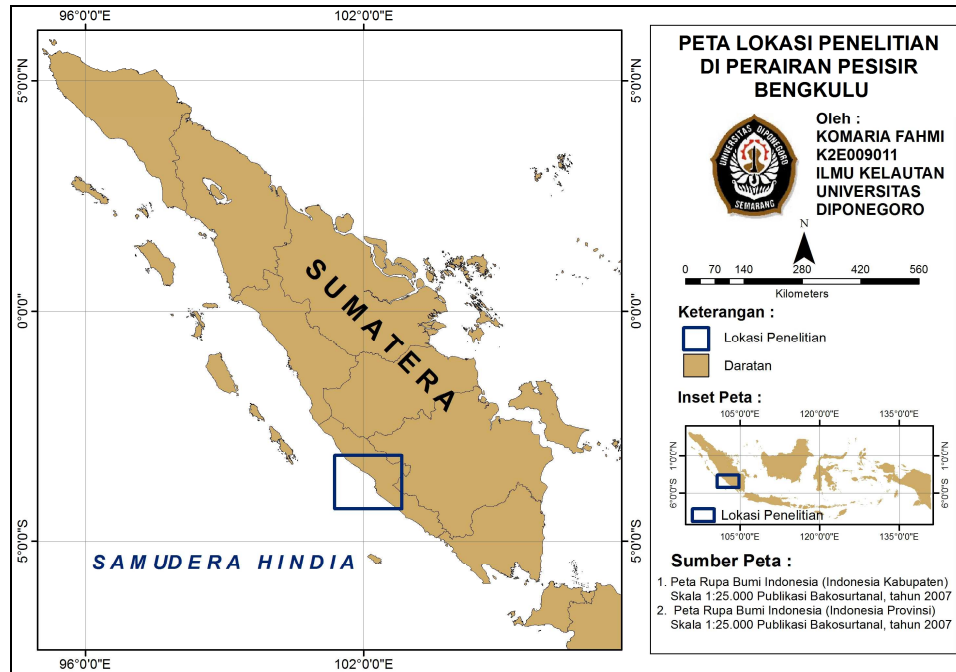 96°0'0"E
102°0'0"E
5°0'0"N
5°0'0"N
0°0'0"
0°0'0"
5°0'0"S
5°0'0"S
96°0'0"E
102°0'0"E
SUMATERA
SAMUDERA HINDIA
PETA LOKASI PENELITIAN
DI PERAIRAN PESISIR
BENGKULU
UNIVERSITAS DIPONEGORO
SEMARANG
Oleh :
KOMARIA FAHMI
K2E009011
ILMU KELAUTAN
UNIVERSITAS
DIPONEGORO
N
0 70 140 280 420 560
Kilometers
Keterangan :
Lokasi Penelitian
Daratan
Inset Peta :
105°0'0"E 120°0'0"E 135°0'0"E
1°0'0"N
1°0'0"N
6°0'0"S
6°0'0"S
Lokasi Penelitian
105°0'0"E 120°0'0"E 135°0'0"E
Sumber Peta :
1. Peta Rupa Bumi Indonesia (Indonesia Kabupaten)
Skala 1:25.000 Publikasi Bakosurtanal, tahun 2007
2. Peta Rupa Bumi Indonesia (Indonesia Provinsi)
Skala 1:25.000 Publikasi Bakosurtanal, tahun 2007